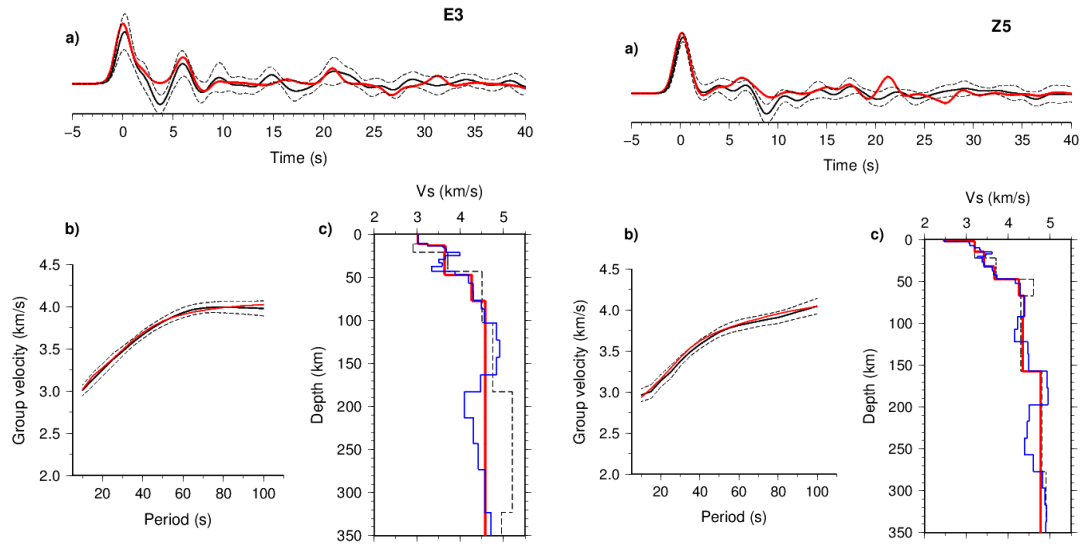 E3
a)
−5 0 5 10 15 20 25 30 35 40
Time (s)
b)
4.5
4.0
3.5
3.0
2.5
2.0
Group velocity (km/s)
20 40 60 80 100
Period (s)
Vs (km/s)
c)
2 3 4 5
0
50
100
150
200
250
300
350
Depth (km)
Z5
a)
−5 0 5 10 15 20 25 30 35 40
Time (s)
b)
4.5
4.0
3.5
3.0
2.5
2.0
Group velocity (km/s)
20 40 60 80 100
Period (s)
Vs (km/s)
2 3 4 5
c)
0
50
100
150
200
250
300
350
Depth (km)